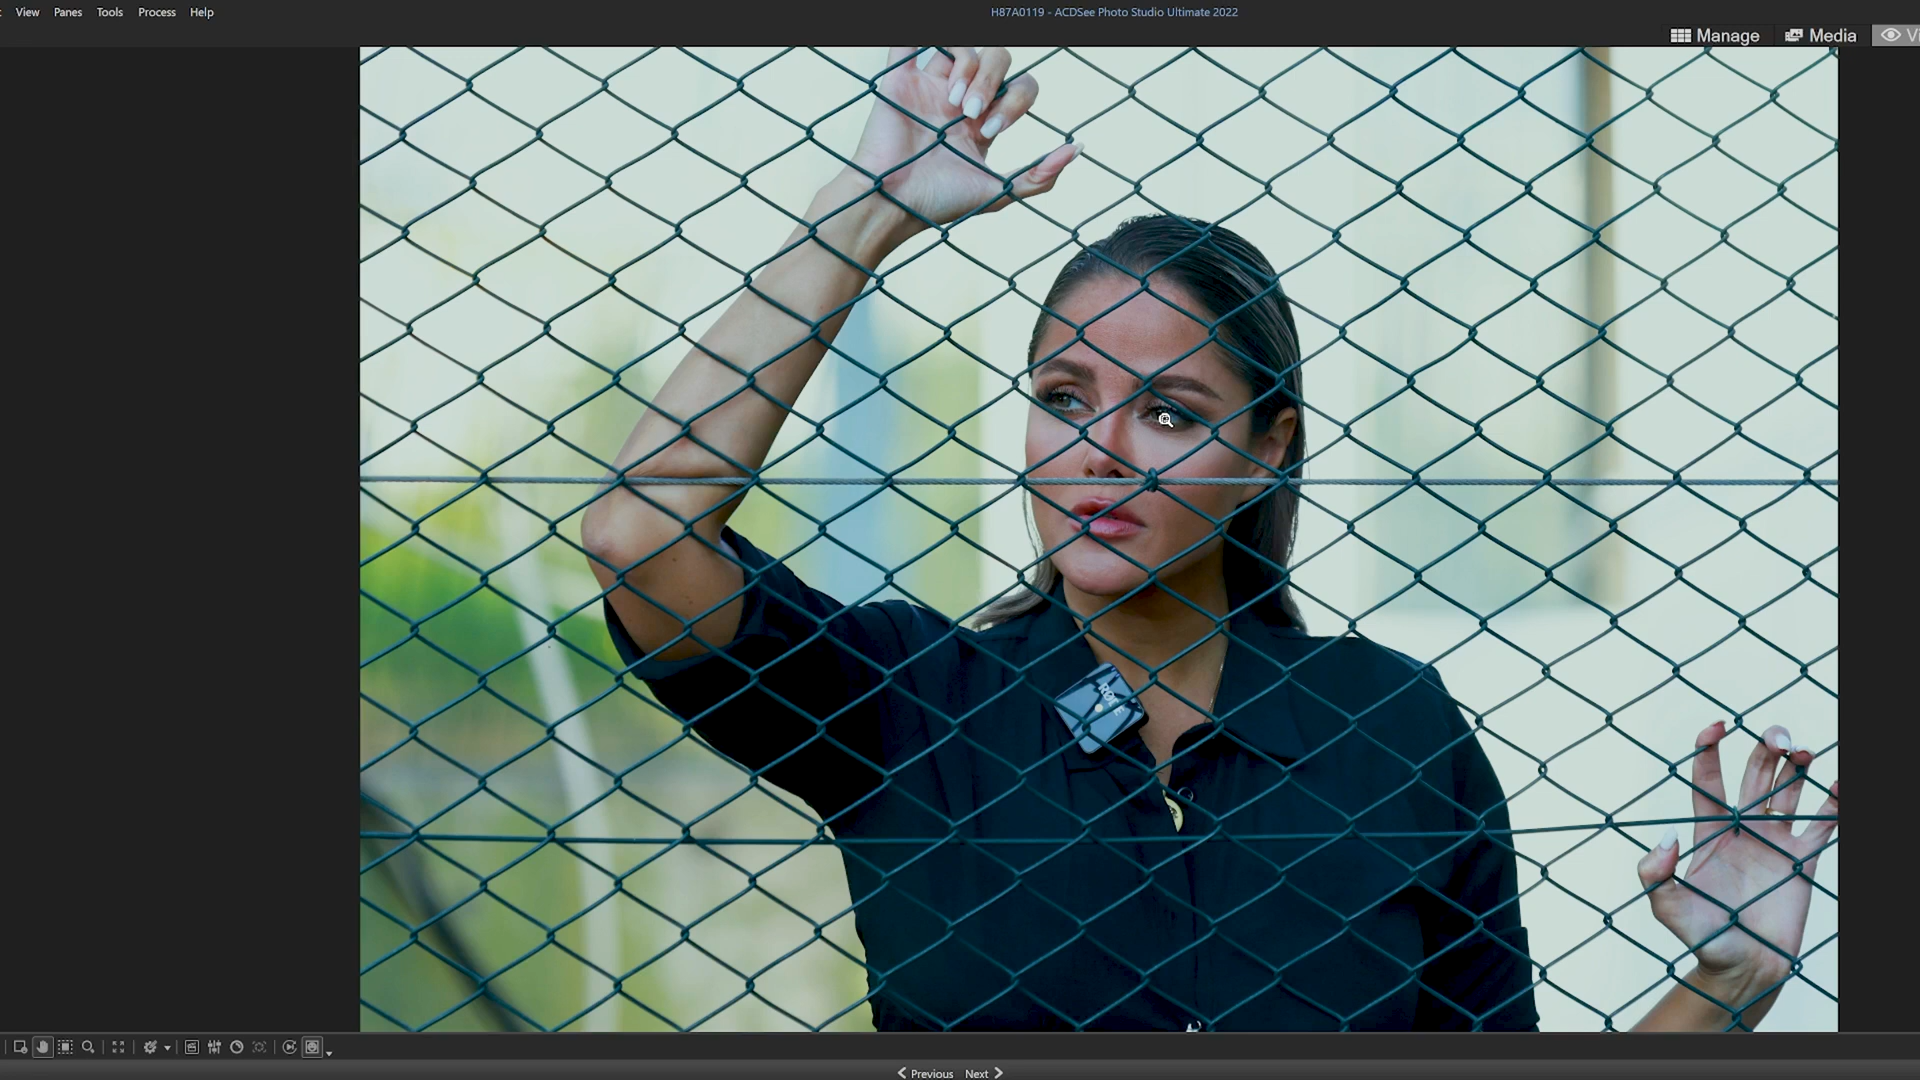 View Panes Tools Process Help
H87A0119 - ACDSee Photo Studio Ultimate 2022
Manage Media
Previous Next